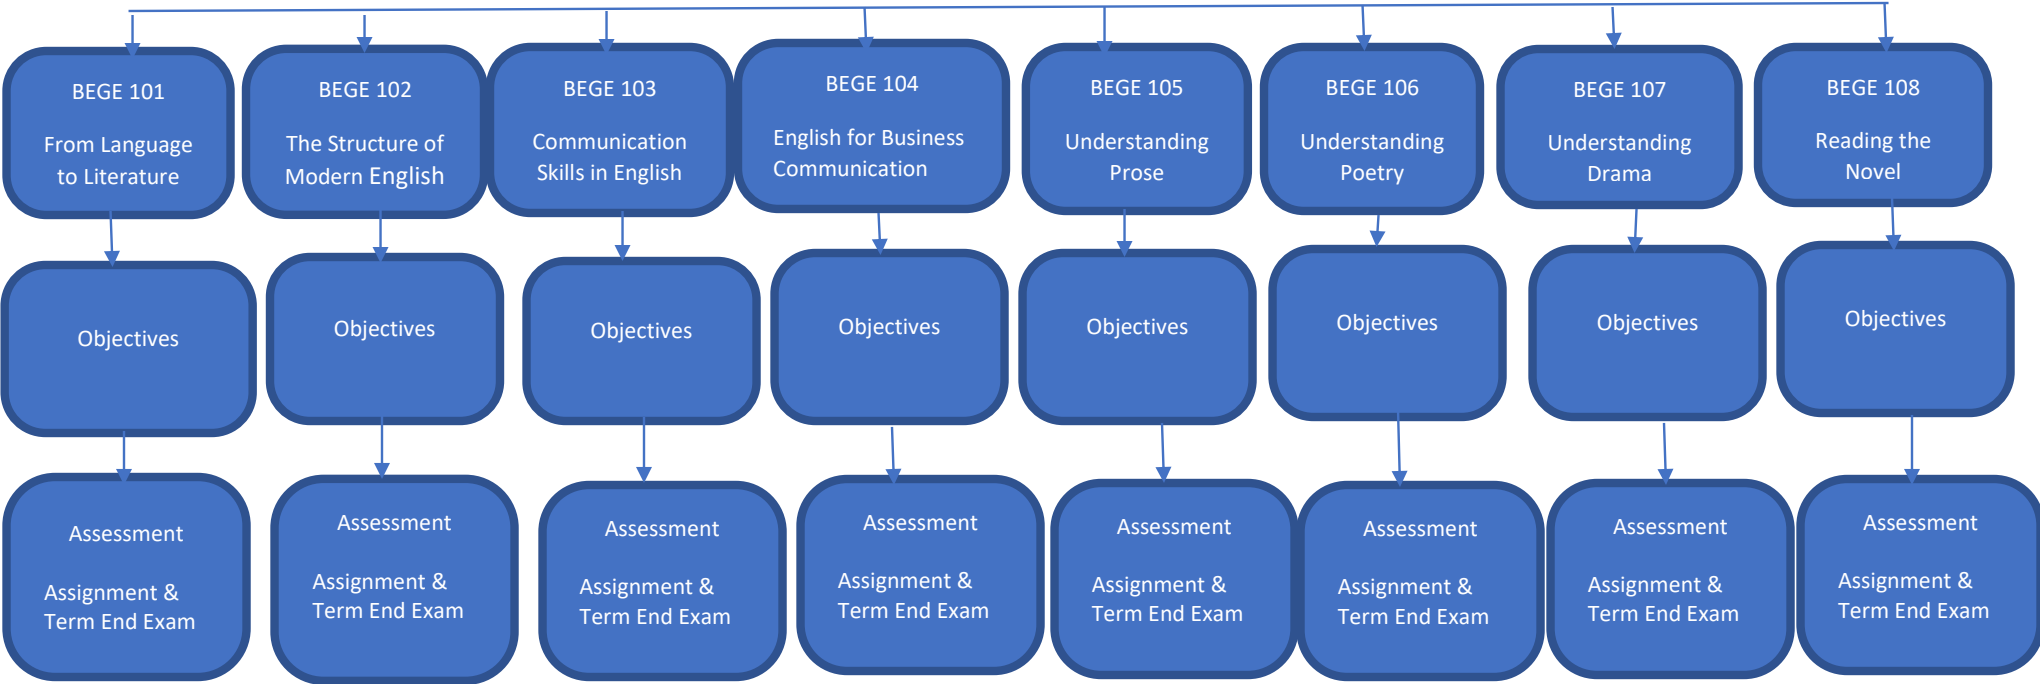 BEGE 101
From Language
to Literature
BEGE 102
The Structure of
Modern English
BEGE 103
Communication
Skills in English
BEGE 104
English for Business
Communication
BEGE 105
Understanding
Prose
BEGE 106
Understanding
Poetry
BEGE 107
Understanding
Drama
BEGE 108
Reading the
Novel
Objectives
Objectives
Objectives
Objectives
Objectives
Objectives
Objectives
Objectives
Assessment
Assignment &
Term End Exam
Assessment
Assignment &
Term End Exam
Assessment
Assignment &
Term End Exam
Assessment
Assignment &
Term End Exam
Assessment
Assignment &
Term End Exam
Assessment
Assignment &
Term End Exam
Assessment
Assignment &
Term End Exam
Assessment
Assignment &
Term End Exam